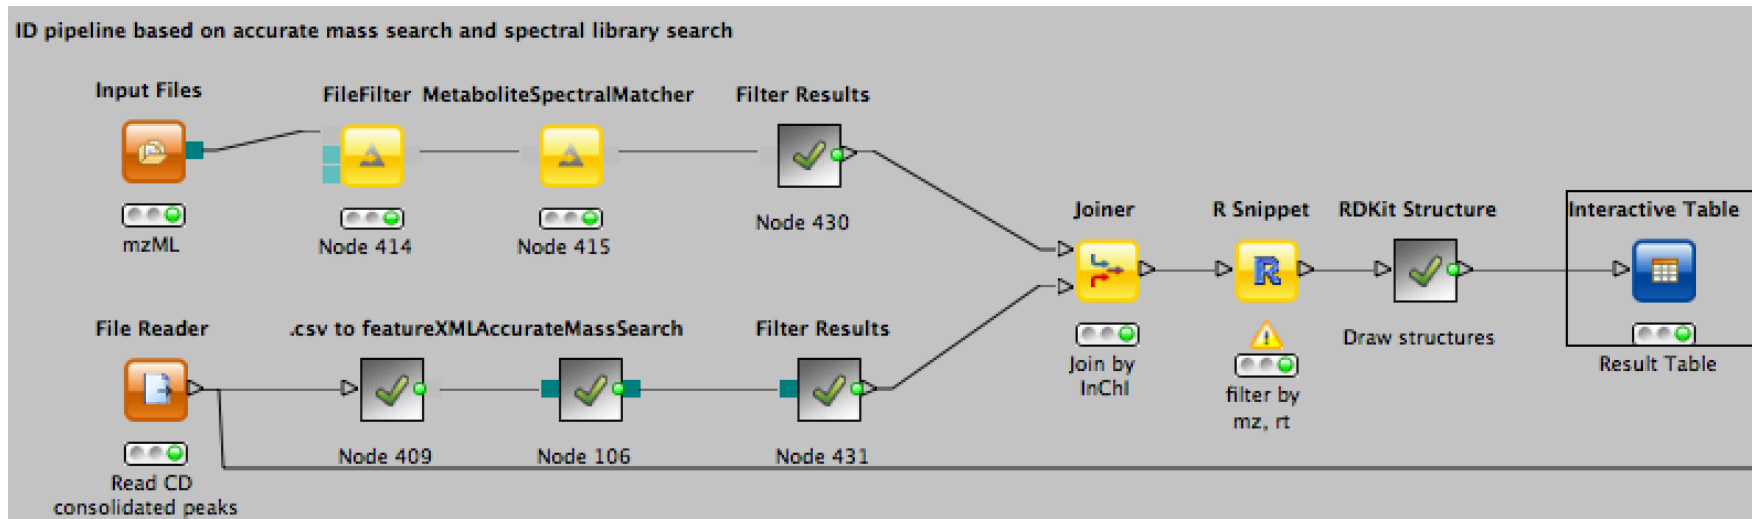 ID pipeline based on accurate mass search and spectral library search
Input Files
FileFilter
MetaboliteSpectralMatcher
Filter Results
mzML
Node 414
Node 415
Node 430
Joiner
R Snippet
RDKit Structure
Interactive Table
R
Join by
InChI
filter by
mz, rt
Draw structures
Result Table
File Reader
.csv to featureXMLAccurateMassSearch
Filter Results
Read CD
consolidated peaks
Node 409
Node 106
Node 431